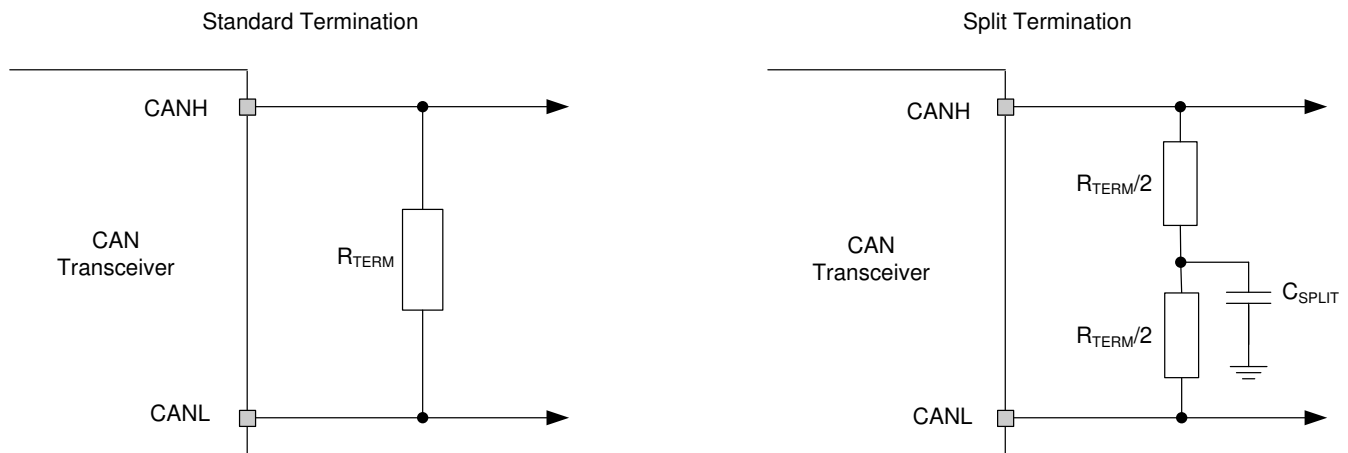 Standard Termination
CANH
CAN
Transceiver
RTERM
CANL
Split Termination
CANH
RTERM/2
CAN
Transceiver
CSPLIT
RTERM/2
CANL